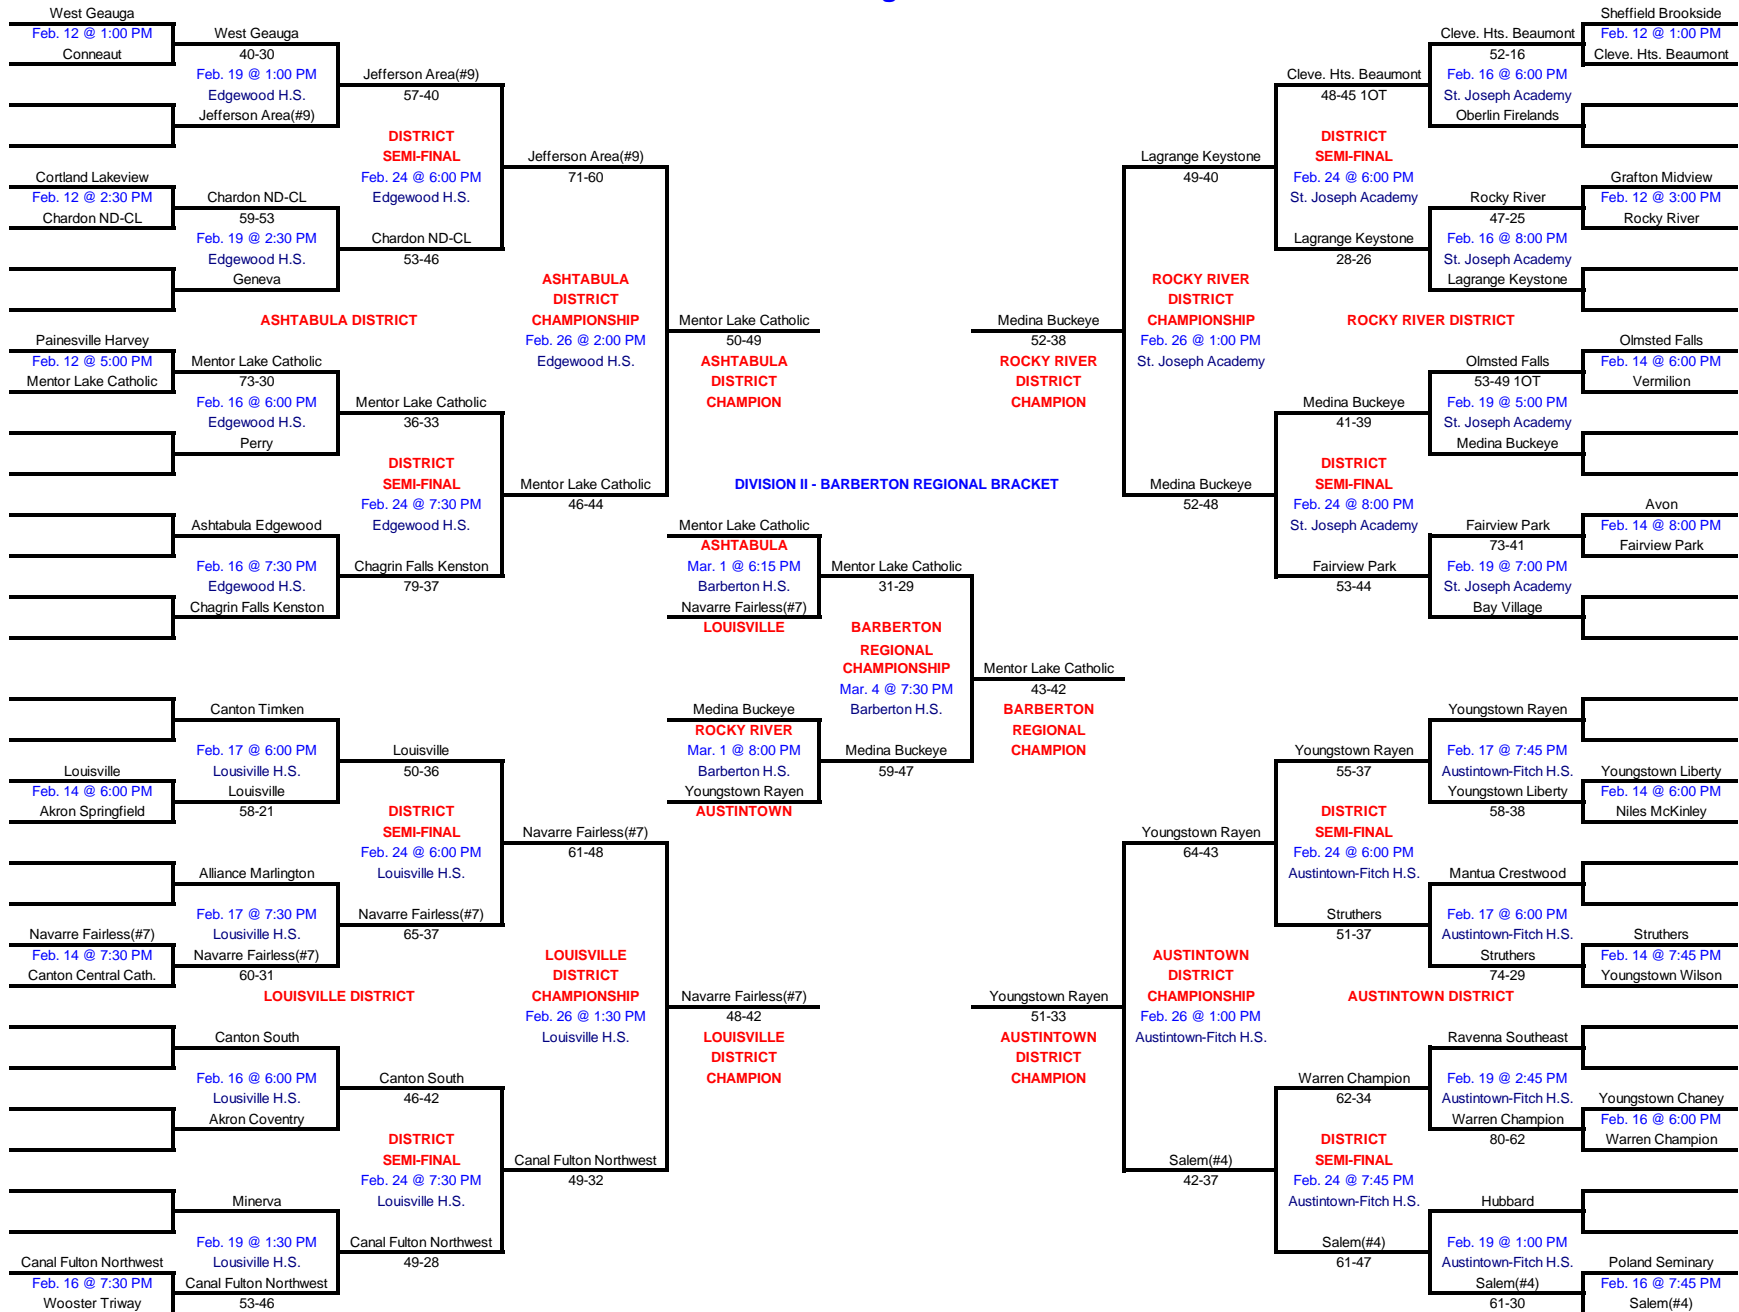 West Geauga
Feb. 12 @ 1:00 PM
Conneaut
West Geauga
40-30
Feb. 19 @ 1:00 PM
Edgewood H.S.
Jefferson Area(#9)
Jefferson Area(#9)
57-40
DISTRICT
SEMI-FINAL
Feb. 24 @ 6:00 PM
Edgewood H.S.
Cortland Lakeview
Feb. 12 @ 2:30 PM
Chardon ND-CL
Chardon ND-CL
59-53
Feb. 19 @ 2:30 PM
Edgewood H.S.
Geneva
Chardon ND-CL
53-46
Jefferson Area(#9)
71-60
ASHTABULA DISTRICT
ASHTABULA
DISTRICT
CHAMPIONSHIP
Feb. 26 @ 2:00 PM
Edgewood H.S.
Mentor Lake Catholic
50-49
ASHTABULA
DISTRICT
CHAMPION
Painesville Harvey
Feb. 12 @ 5:00 PM
Mentor Lake Catholic
Mentor Lake Catholic
73-30
Feb. 16 @ 6:00 PM
Edgewood H.S.
Perry
Mentor Lake Catholic
36-33
DISTRICT
SEMI-FINAL
Feb. 24 @ 7:30 PM
Edgewood H.S.
Mentor Lake Catholic
46-44
Ashtabula Edgewood
Feb. 16 @ 7:30 PM
Edgewood H.S.
Chagrin Falls Kenston
Chagrin Falls Kenston
79-37
Sheffield Brookside
Feb. 12 @ 1:00 PM
Cleve. Hts. Beaumont
Cleve. Hts. Beaumont
52-16
Feb. 16 @ 6:00 PM
St. Joseph Academy
Oberlin Firelands
Cleve. Hts. Beaumont
48-45 1OT
DISTRICT
SEMI-FINAL
Feb. 24 @ 6:00 PM
St. Joseph Academy
Lagrange Keystone
49-40
Grafton Midview
Feb. 12 @ 3:00 PM
Rocky River
Rocky River
47-25
Feb. 16 @ 8:00 PM
St. Joseph Academy
Lagrange Keystone
Lagrange Keystone
28-26
ROCKY RIVER
DISTRICT
CHAMPIONSHIP
Feb. 26 @ 1:00 PM
St. Joseph Academy
ROCKY RIVER DISTRICT
Medina Buckeye
52-38
ROCKY RIVER
DISTRICT
CHAMPION
Olmsted Falls
Feb. 14 @ 6:00 PM
Vermilion
Olmsted Falls
53-49 1OT
Feb. 19 @ 5:00 PM
St. Joseph Academy
Medina Buckeye
Medina Buckeye
41-39
DISTRICT
SEMI-FINAL
Feb. 24 @ 8:00 PM
St. Joseph Academy
Medina Buckeye
52-48
Avon
Feb. 14 @ 8:00 PM
Fairview Park
Fairview Park
73-41
Feb. 19 @ 7:00 PM
St. Joseph Academy
Bay Village
Fairview Park
53-44
DIVISION II - BARBERTON REGIONAL BRACKET
Mentor Lake Catholic
ASHTABULA
Mar. 1 @ 6:15 PM
Barberton H.S.
Navarre Fairless(#7)
LOUISVILLE
Mentor Lake Catholic
31-29
BARBERTON
REGIONAL
CHAMPIONSHIP
Mar. 4 @ 7:30 PM
Barberton H.S.
Mentor Lake Catholic
43-42
BARBERTON
REGIONAL
CHAMPION
Medina Buckeye
ROCKY RIVER
Mar. 1 @ 8:00 PM
Barberton H.S.
Youngstown Rayen
AUSTINTOWN
Medina Buckeye
59-47
Canton Timken
Feb. 17 @ 6:00 PM
Lousiville H.S.
Louisville
58-21
Louisville
Feb. 14 @ 6:00 PM
Akron Springfield
Louisville
50-36
DISTRICT
SEMI-FINAL
Feb. 24 @ 6:00 PM
Louisville H.S.
Navarre Fairless(#7)
61-48
Alliance Marlington
Feb. 17 @ 7:30 PM
Lousiville H.S.
Navarre Fairless(#7)
60-31
Navarre Fairless(#7)
Feb. 14 @ 7:30 PM
Canton Central Cath.
Navarre Fairless(#7)
65-37
LOUISVILLE DISTRICT
LOUISVILLE
DISTRICT
CHAMPIONSHIP
Feb. 26 @ 1:30 PM
Louisville H.S.
Navarre Fairless(#7)
48-42
LOUISVILLE
DISTRICT
CHAMPION
Canton South
Feb. 16 @ 6:00 PM
Lousiville H.S.
Akron Coventry
Canton South
46-42
DISTRICT
SEMI-FINAL
Feb. 24 @ 7:30 PM
Louisville H.S.
Canal Fulton Northwest
49-32
Minerva
Feb. 19 @ 1:30 PM
Lousiville H.S.
Canal Fulton Northwest
53-46
Canal Fulton Northwest
Feb. 16 @ 7:30 PM
Wooster Triway
Canal Fulton Northwest
49-28
Youngstown Rayen
Feb. 17 @ 7:45 PM
Austintown-Fitch H.S.
Youngstown Liberty
58-38
Youngstown Liberty
Feb. 14 @ 6:00 PM
Niles McKinley
Youngstown Rayen
55-37
DISTRICT
SEMI-FINAL
Feb. 24 @ 6:00 PM
Austintown-Fitch H.S.
Youngstown Rayen
64-43
Mantua Crestwood
Feb. 17 @ 6:00 PM
Austintown-Fitch H.S.
Struthers
74-29
Struthers
Feb. 14 @ 7:45 PM
Youngstown Wilson
Struthers
51-37
AUSTINTOWN
DISTRICT
CHAMPIONSHIP
Feb. 26 @ 1:00 PM
Austintown-Fitch H.S.
AUSTINTOWN DISTRICT
Youngstown Rayen
51-33
AUSTINTOWN
DISTRICT
CHAMPION
Ravenna Southeast
Feb. 19 @ 2:45 PM
Austintown-Fitch H.S.
Warren Champion
80-62
Youngstown Chaney
Feb. 16 @ 6:00 PM
Warren Champion
Warren Champion
62-34
DISTRICT
SEMI-FINAL
Feb. 24 @ 7:45 PM
Austintown-Fitch H.S.
Salem(#4)
42-37
Hubbard
Feb. 19 @ 1:00 PM
Austintown-Fitch H.S.
Salem(#4)
61-30
Poland Seminary
Feb. 16 @ 7:45 PM
Salem(#4)
Salem(#4)
61-47